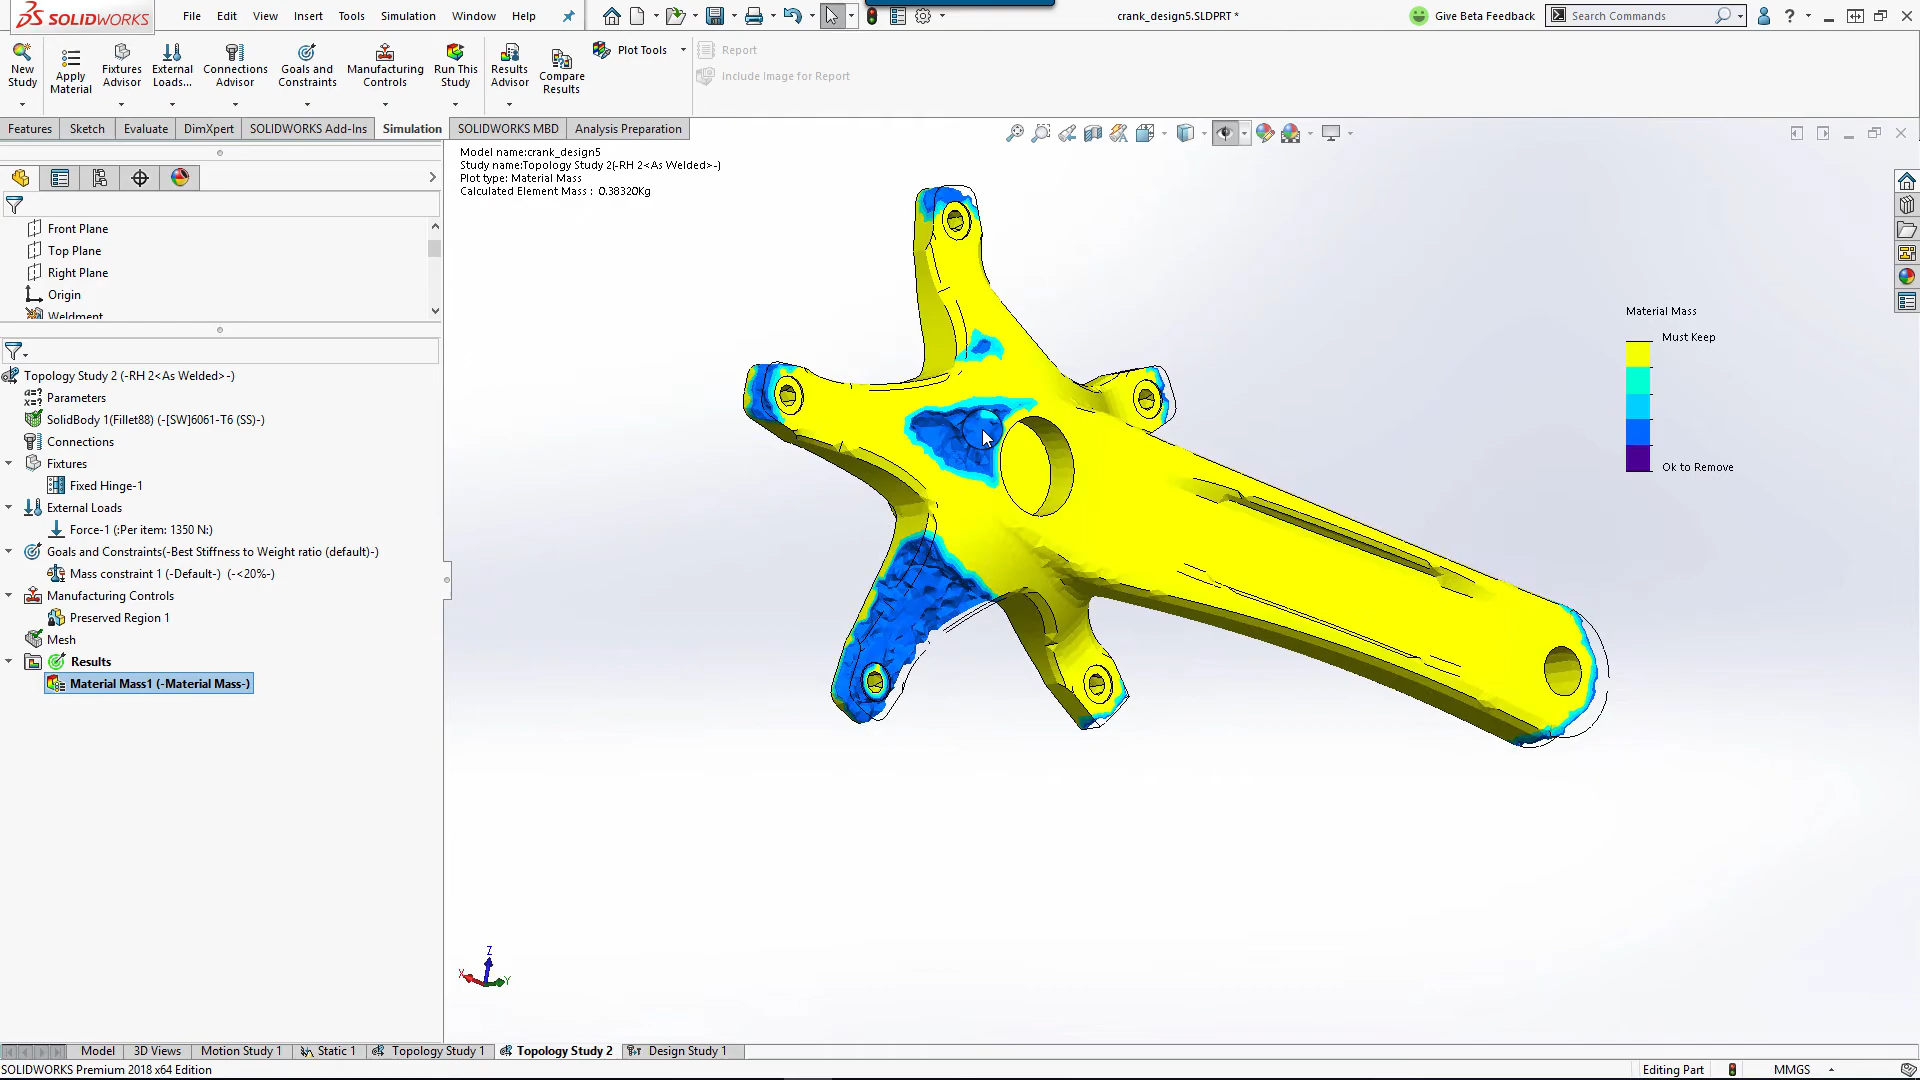 SOLIDWORKS File Edit View Insert Tools Simulation Window Help crank_design5.SLDPRT * Give Beta Feedback Search Commands ?
New Study
Apply Material
Fixtures Advisor
External Loads...
Connections Advisor
Goals and Constraints
Manufacturing Controls
Run This Study
Results Advisor
Compare Results
Plot Tools
Report
Include Image for Report
Features Sketch Evaluate DimXpert SOLIDWORKS Add-Ins Simulation SOLIDWORKS MBD Analysis Preparation
Model name:crank_design5
Study name:Topology Study 2(-RH 2<As Welded>-)
Plot type: Material Mass
Calculated Element Mass : 0.38320Kg
Front Plane
Top Plane
Right Plane
Origin
Weldment
Topology Study 2 (-RH 2<As Welded>-)
Parameters
SolidBody 1(Fillet88) (-[SW]6061-T6 (SS)-)
Connections
Fixtures
Fixed Hinge-1
External Loads
Force-1 (:Per item: 1350 N:)
Goals and Constraints(-Best Stiffness to Weight ratio (default)-)
Mass constraint 1 (-Default-) (-<20%-)
Manufacturing Controls
Preserved Region 1
Mesh
Results
Material Mass1 (-Material Mass-)
Material Mass
Must Keep
Ok to Remove
Z
X
Y
Model 3D Views Motion Study 1 Static 1 Topology Study 1 Topology Study 2 Design Study 1
SOLIDWORKS Premium 2018 x64 Edition Editing Part MMGS